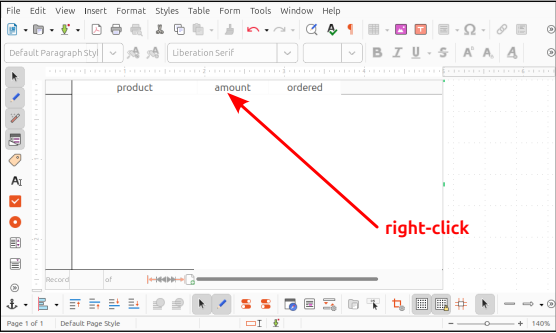 File Edit View Insert Format Styles Table Form Tools Window Help
Default Paragraph Styl Liberation Serif
product amount ordered
right-click
Record of
Page 1 of 1 Default Page Style 140%